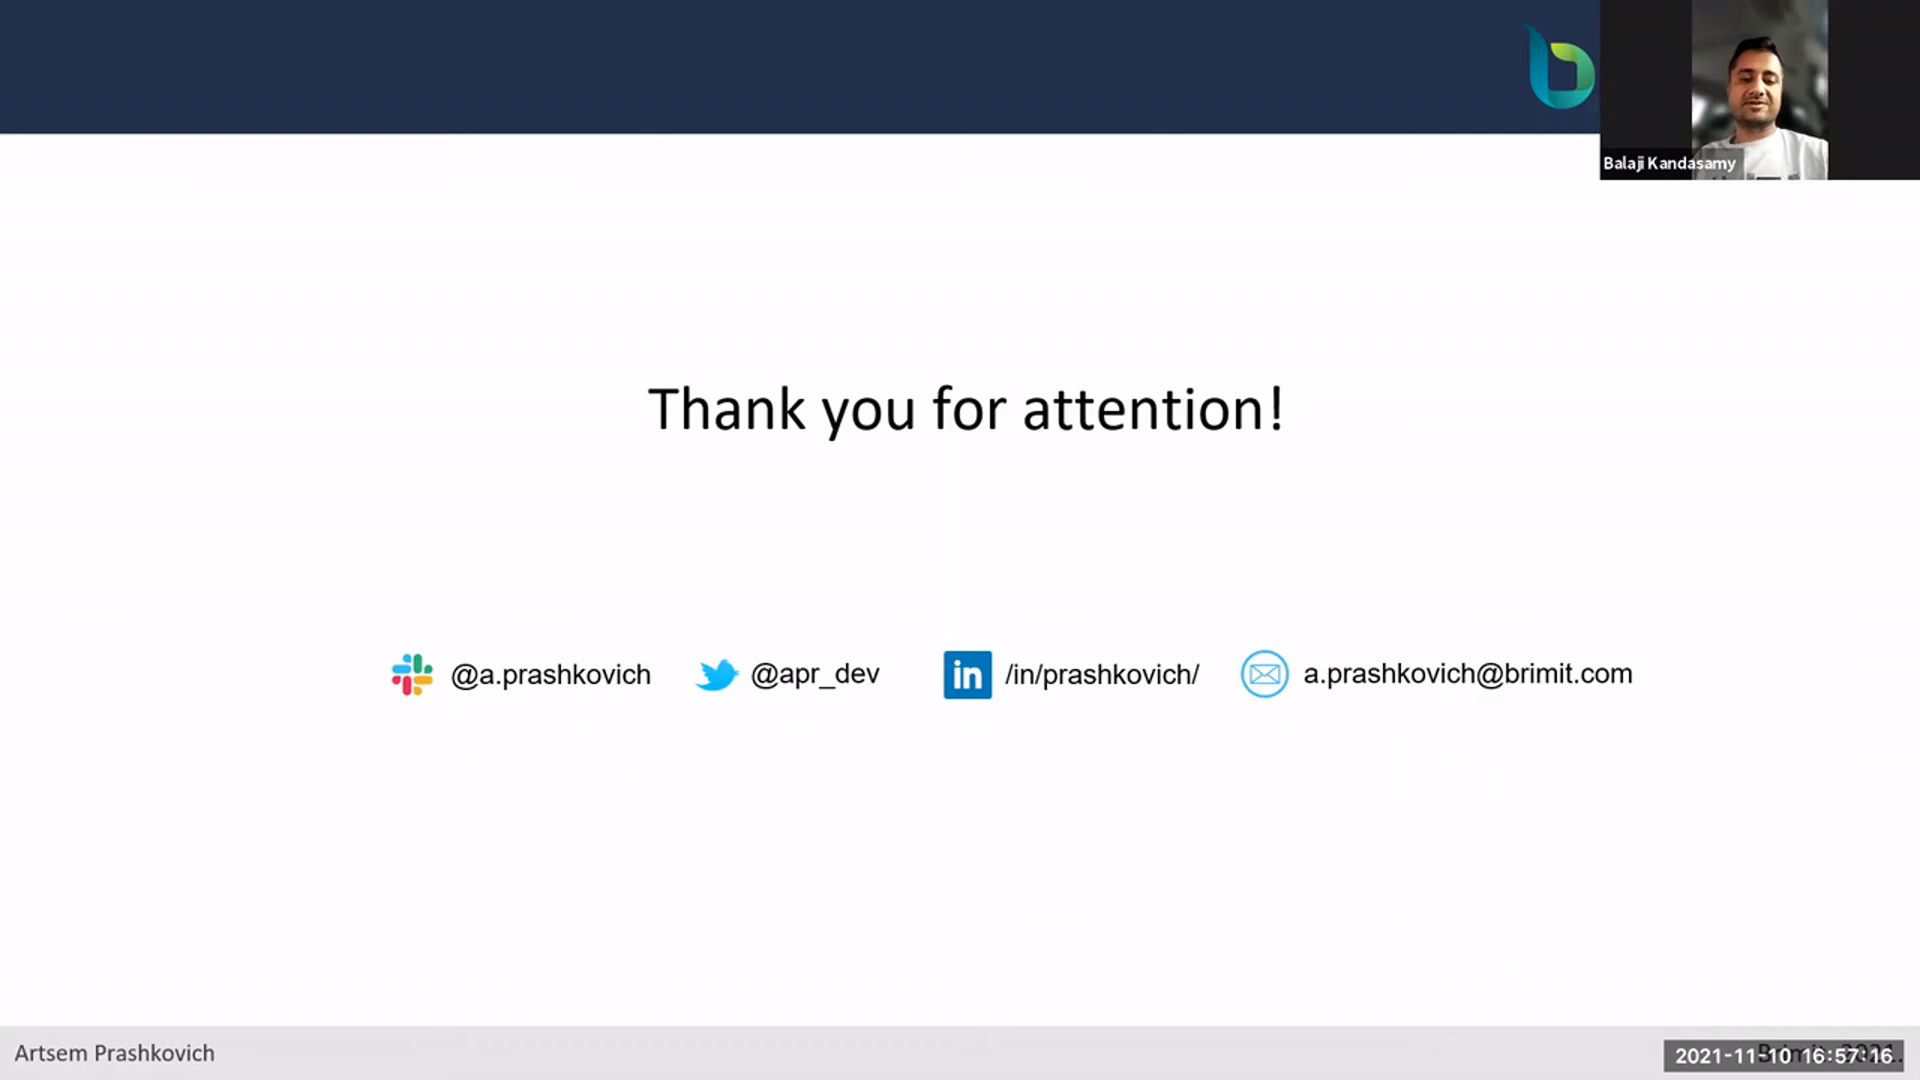 Balaji Kandasamy
Thank you for attention!
@a.prashkovich
@apr_dev
in
/in/prashkovich/
a.prashkovich@brimit.com
Artsem Prashkovich
2021-11-10 16:57:16